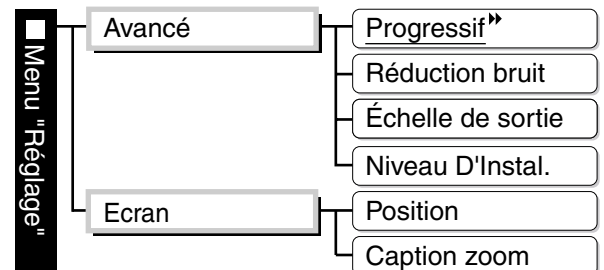 Menu "Réglage"
Avancé
Progressif
Réduction bruit
Échelle de sortie
Niveau D'Instal.
Ecran
Position
Caption zoom